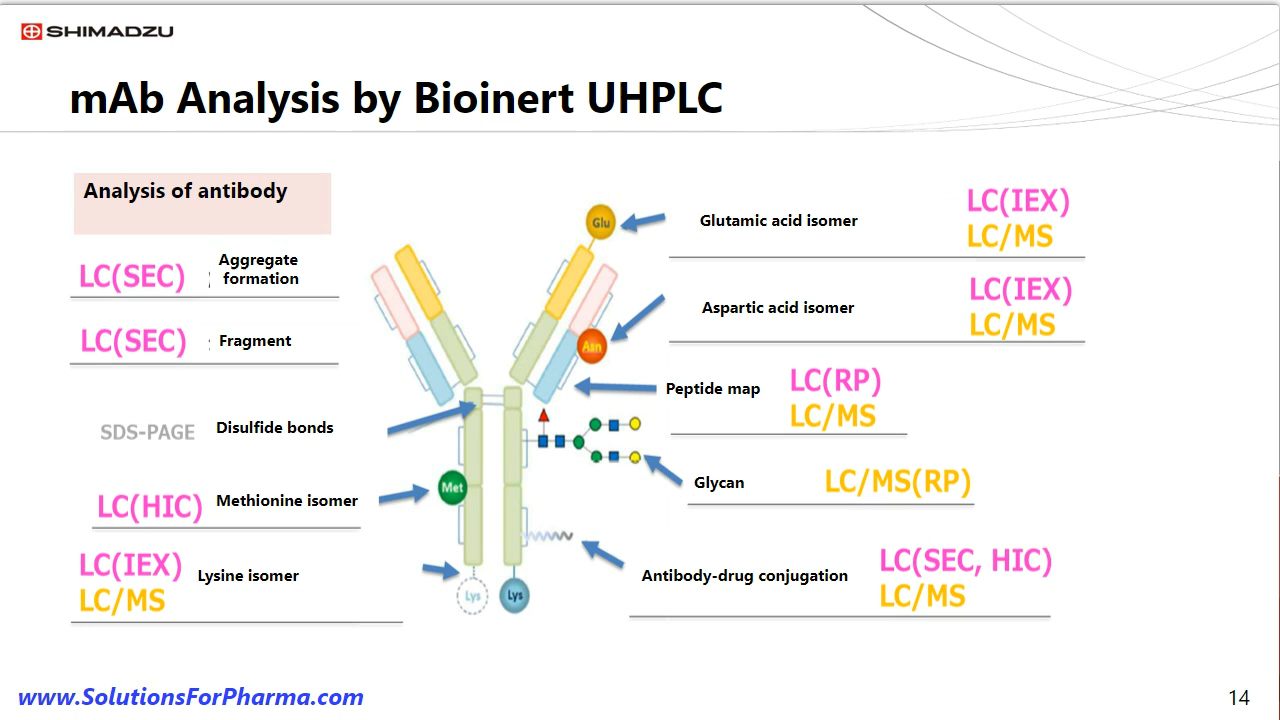 SHIMADZU
mAb Analysis by Bioinert UHPLC
Analysis of antibody
LC(SEC) : Aggregate
formation
LC(SEC) : Fragment
SDS-PAGE Disulfide bonds
LC(HIC) Methionine isomer
LC(IEX) Lysine isomer
LC/MS
Glu
Asn
Met
Lys
Lys
Glutamic acid isomer LC(IEX)
LC/MS
Aspartic acid isomer LC(IEX)
LC/MS
Peptide map LC(RP)
LC/MS
Glycan LC/MS(RP)
Antibody-drug conjugation LC(SEC, HIC)
LC/MS
www.SolutionsForPharma.com
14